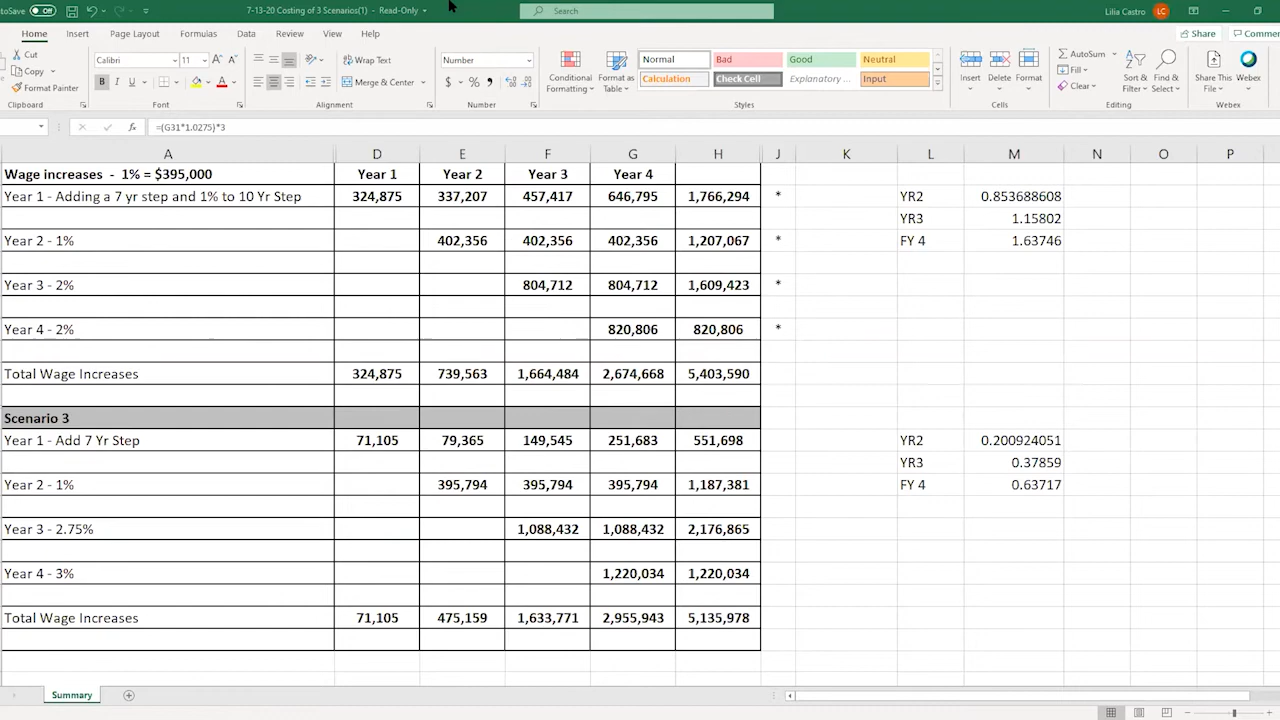 AutoSave Off 7-13-20 Costing of 3 Scenarios(1) - Read-Only Search Lilia Castro LC
Home Insert Page Layout Formulas Data Review View Help Share Comments
Cut
Copy
Format Painter
Clipboard
Calibri 11
B I U
Font
Wrap Text
Merge & Center
Alignment
Number
$ % ,
Number
Conditional Formatting
Format as Table
Normal Bad Good Neutral
Calculation Check Cell Explanatory ... Input
Styles
Insert Delete Format
Cells
AutoSum
Fill
Clear
Sort & Filter
Find & Select
Editing
Share This File
Webex
Webex
fx =(G31*1.0275)*3
A D E F G H J K L M N O P
Wage increases - 1% = $395,000 Year 1 Year 2 Year 3 Year 4
Year 1 - Adding a 7 yr step and 1% to 10 Yr Step 324,875 337,207 457,417 646,795 1,766,294 * YR2 0.853688608
YR3 1.15802
Year 2 - 1% 402,356 402,356 402,356 1,207,067 * FY 4 1.63746
Year 3 - 2% 804,712 804,712 1,609,423 *
Year 4 - 2% 820,806 820,806 *
Total Wage Increases 324,875 739,563 1,664,484 2,674,668 5,403,590
Scenario 3
Year 1 - Add 7 Yr Step 71,105 79,365 149,545 251,683 551,698 YR2 0.200924051
YR3 0.37859
Year 2 - 1% 395,794 395,794 395,794 1,187,381 FY 4 0.63717
Year 3 - 2.75% 1,088,432 1,088,432 2,176,865
Year 4 - 3% 1,220,034 1,220,034
Total Wage Increases 71,105 475,159 1,633,771 2,955,943 5,135,978
Summary